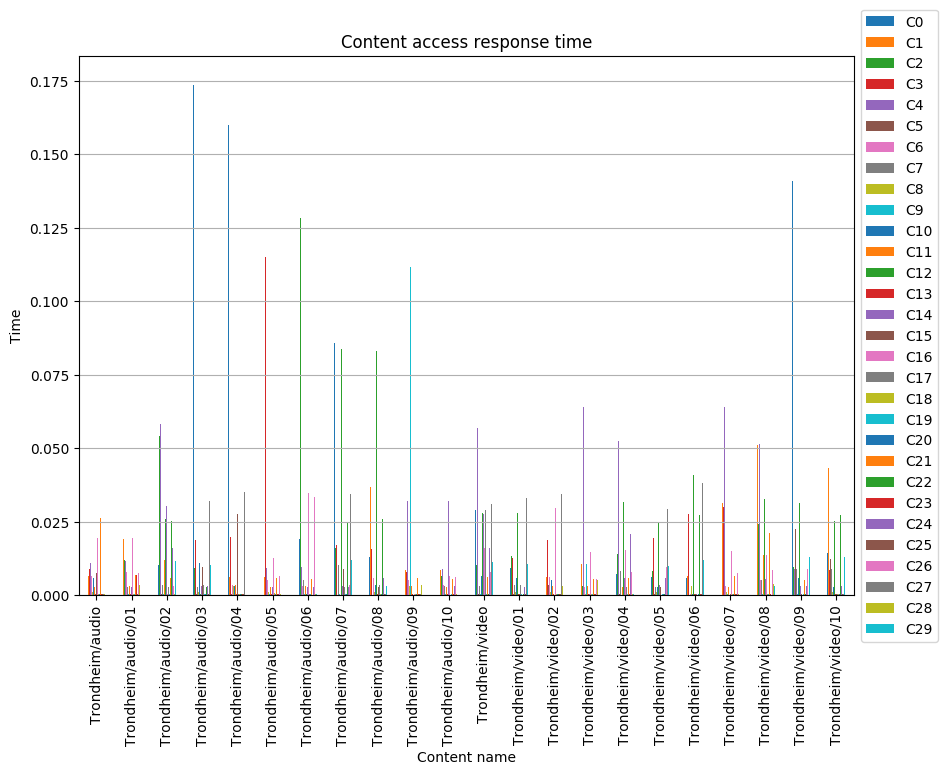 Content access response time
Time
0.175
0.150
0.125
0.100
0.075
0.050
0.025
0.000
Trondheim/audio
Trondheim/audio/01
Trondheim/audio/02
Trondheim/audio/03
Trondheim/audio/04
Trondheim/audio/05
Trondheim/audio/06
Trondheim/audio/07
Trondheim/audio/08
Trondheim/audio/09
Trondheim/audio/10
Trondheim/video
Trondheim/video/01
Trondheim/video/02
Trondheim/video/03
Trondheim/video/04
Trondheim/video/05
Trondheim/video/06
Trondheim/video/07
Trondheim/video/08
Trondheim/video/09
Trondheim/video/10
Content name
C0
C1
C2
C3
C4
C5
C6
C7
C8
C9
C10
C11
C12
C13
C14
C15
C16
C17
C18
C19
C20
C21
C22
C23
C24
C25
C26
C27
C28
C29